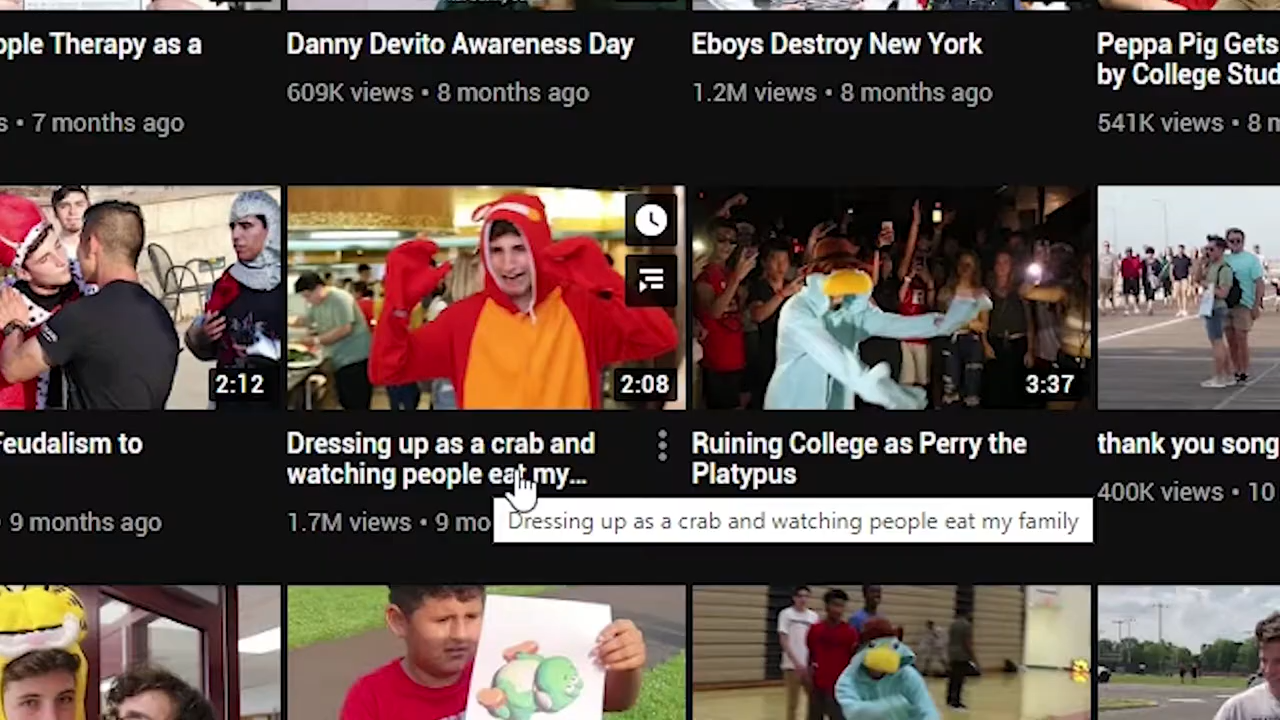 ople Therapy as a
Danny Devito Awareness Day
Eboys Destroy New York
Peppa Pig Gets
by College Stud
609K views • 8 months ago
1.2M views • 8 months ago
s • 7 months ago
541K views • 8 m
2:12
2:08
3:37
Feudalism to
Dressing up as a crab and
watching people eat my...
Ruining College as Perry the
Platypus
thank you song
400K views • 10
• 9 months ago
1.7M views • 9 mo
Dressing up as a crab and watching people eat my family